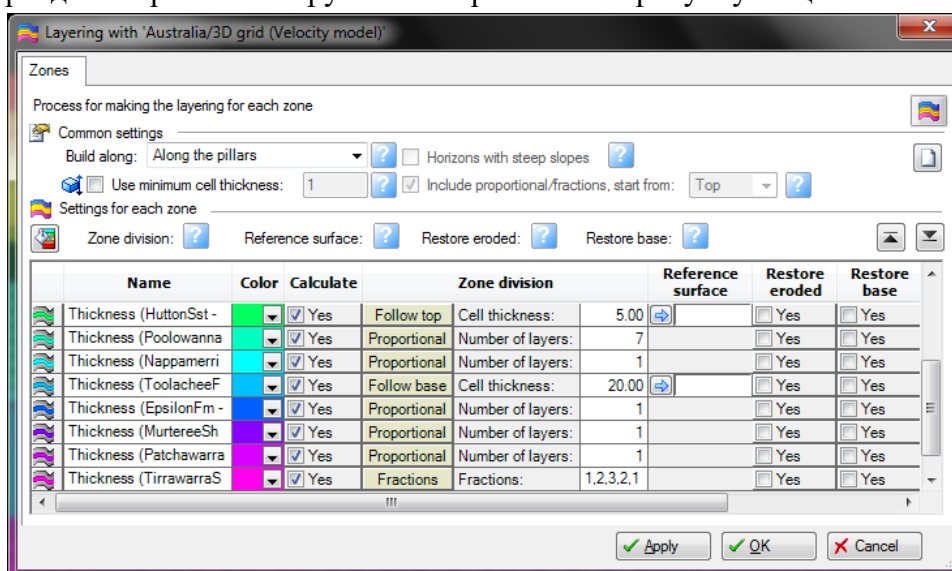 Layering with 'Australia/3D grid (Velocity model)'
Zones
Process for making the layering for each zone
Common settings
Build along: Along the pillars ? Horizons with steep slopes ?
Use minimum cell thickness: 1 ? Include proportional/fractions, start from: Top ?
Settings for each zone
Zone division: ? Reference surface: ? Restore eroded: ? Restore base: ?
Name Color Calculate Zone division Reference surface Restore eroded Restore base
Thickness (HuttonSst - Yes Follow top Cell thickness: 5.00 Yes Yes
Thickness (Poolowanna Yes Proportional Number of layers: 7 Yes Yes
Thickness (Nappamerri Yes Proportional Number of layers: 1 Yes Yes
Thickness (ToolacheeF Yes Follow base Cell thickness: 20.00 Yes Yes
Thickness (EpsilonFm - Yes Proportional Number of layers: 1 Yes Yes
Thickness (MurtereeSh Yes Proportional Number of layers: 1 Yes Yes
Thickness (Patchawarra Yes Proportional Number of layers: 1 Yes Yes
Thickness (TirrawarraS Yes Fractions Fractions: 1,2,3,2,1 Yes Yes
Apply OK Cancel